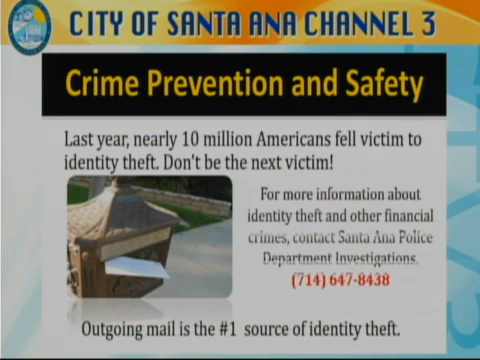 CITY OF SANTA ANA CHANNEL 3
Crime Prevention and Safety
Last year, nearly 10 million Americans fell victim to
identity theft. Don't be the next victim!
For more information about
identity theft and other financial
crimes, contact Santa Ana Police
Department Investigations.
(714) 647-8438
Outgoing mail is the #1 source of identity theft.